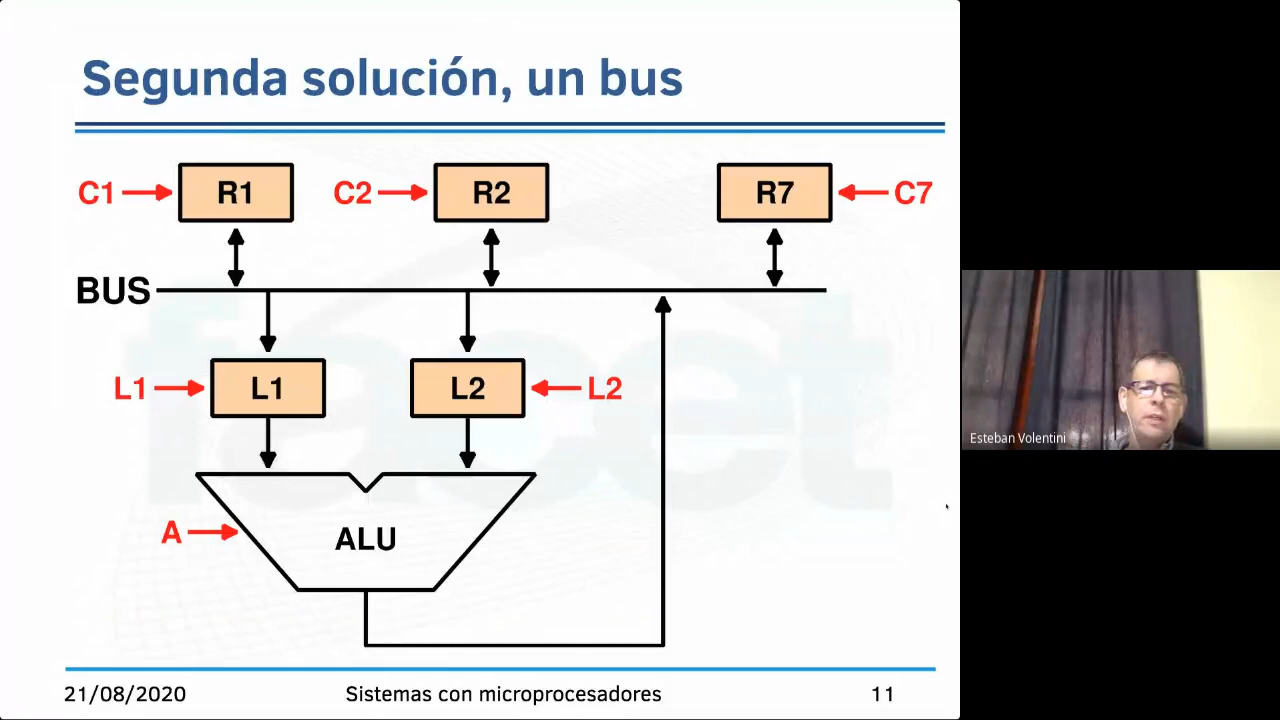 Segunda solución, un bus
C1 R1 C2 R2 R7 C7
BUS
L1 L1 L2 L2
A ALU
Esteban Volentini
facet
21/08/2020 Sistemas con microprocesadores 11